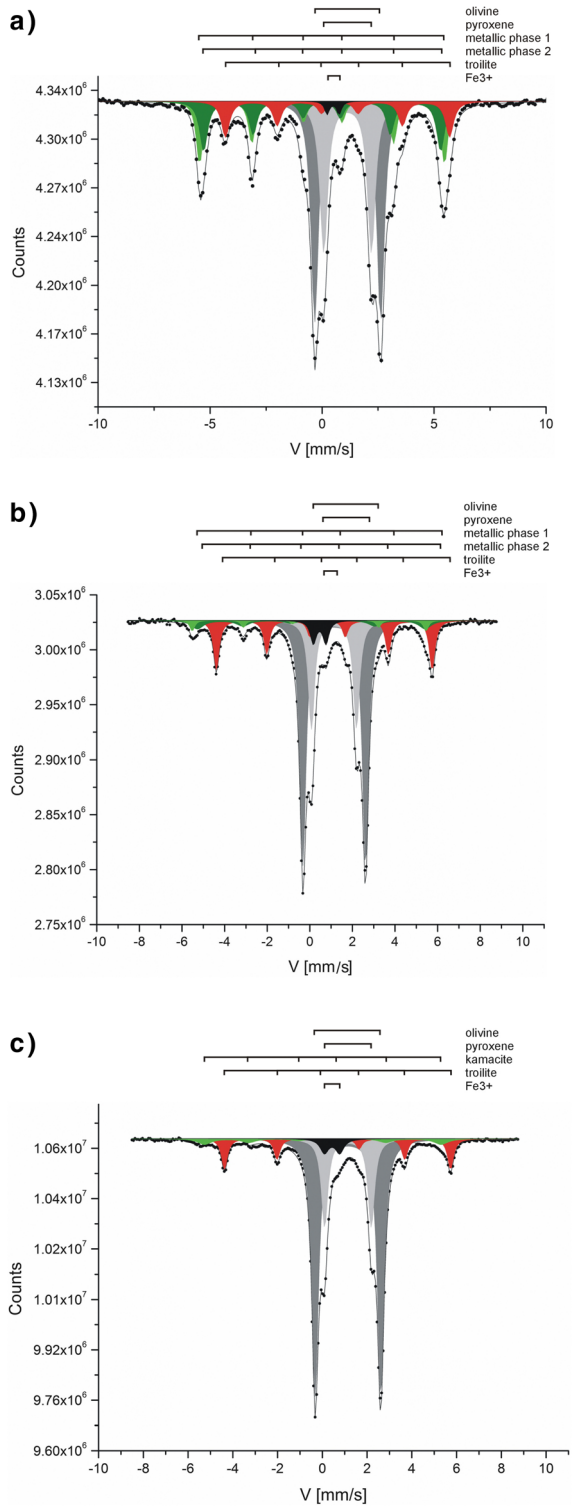 a)
olivine
pyroxene
metallic phase 1
metallic phase 2
troilite
Fe3+
4.34x10⁶
4.30x10⁶
4.27x10⁶
4.24x10⁶
4.20x10⁶
4.17x10⁶
4.13x10⁶
Counts
-10 -5 0 5 10
V [mm/s]
b)
olivine
pyroxene
metallic phase 1
metallic phase 2
troilite
Fe3+
3.05x10⁶
3.00x10⁶
2.95x10⁶
2.90x10⁶
2.85x10⁶
2.80x10⁶
2.75x10⁶
Counts
-10 -8 -6 -4 -2 0 2 4 6 8 10
V [mm/s]
c)
olivine
pyroxene
kamacite
troilite
Fe3+
1.06x10⁷
1.04x10⁷
1.02x10⁷
1.01x10⁷
9.92x10⁶
9.76x10⁶
9.60x10⁶
Counts
-10 -8 -6 -4 -2 0 2 4 6 8 10
V [mm/s]